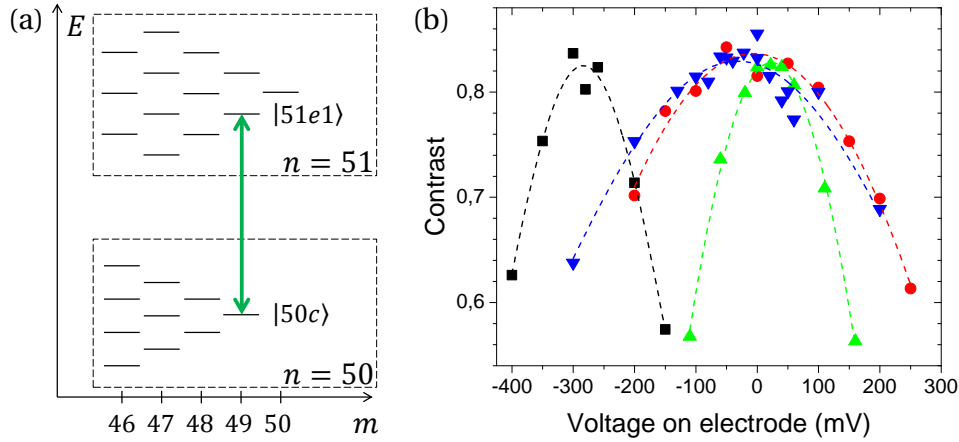 (a)
E
|51e1⟩
n = 51
|50c⟩
n = 50
46 47 48 49 50 m
(b)
Contrast
0,8
0,7
0,6
-400 -300 -200 -100 0 100 200 300
Voltage on electrode (mV)